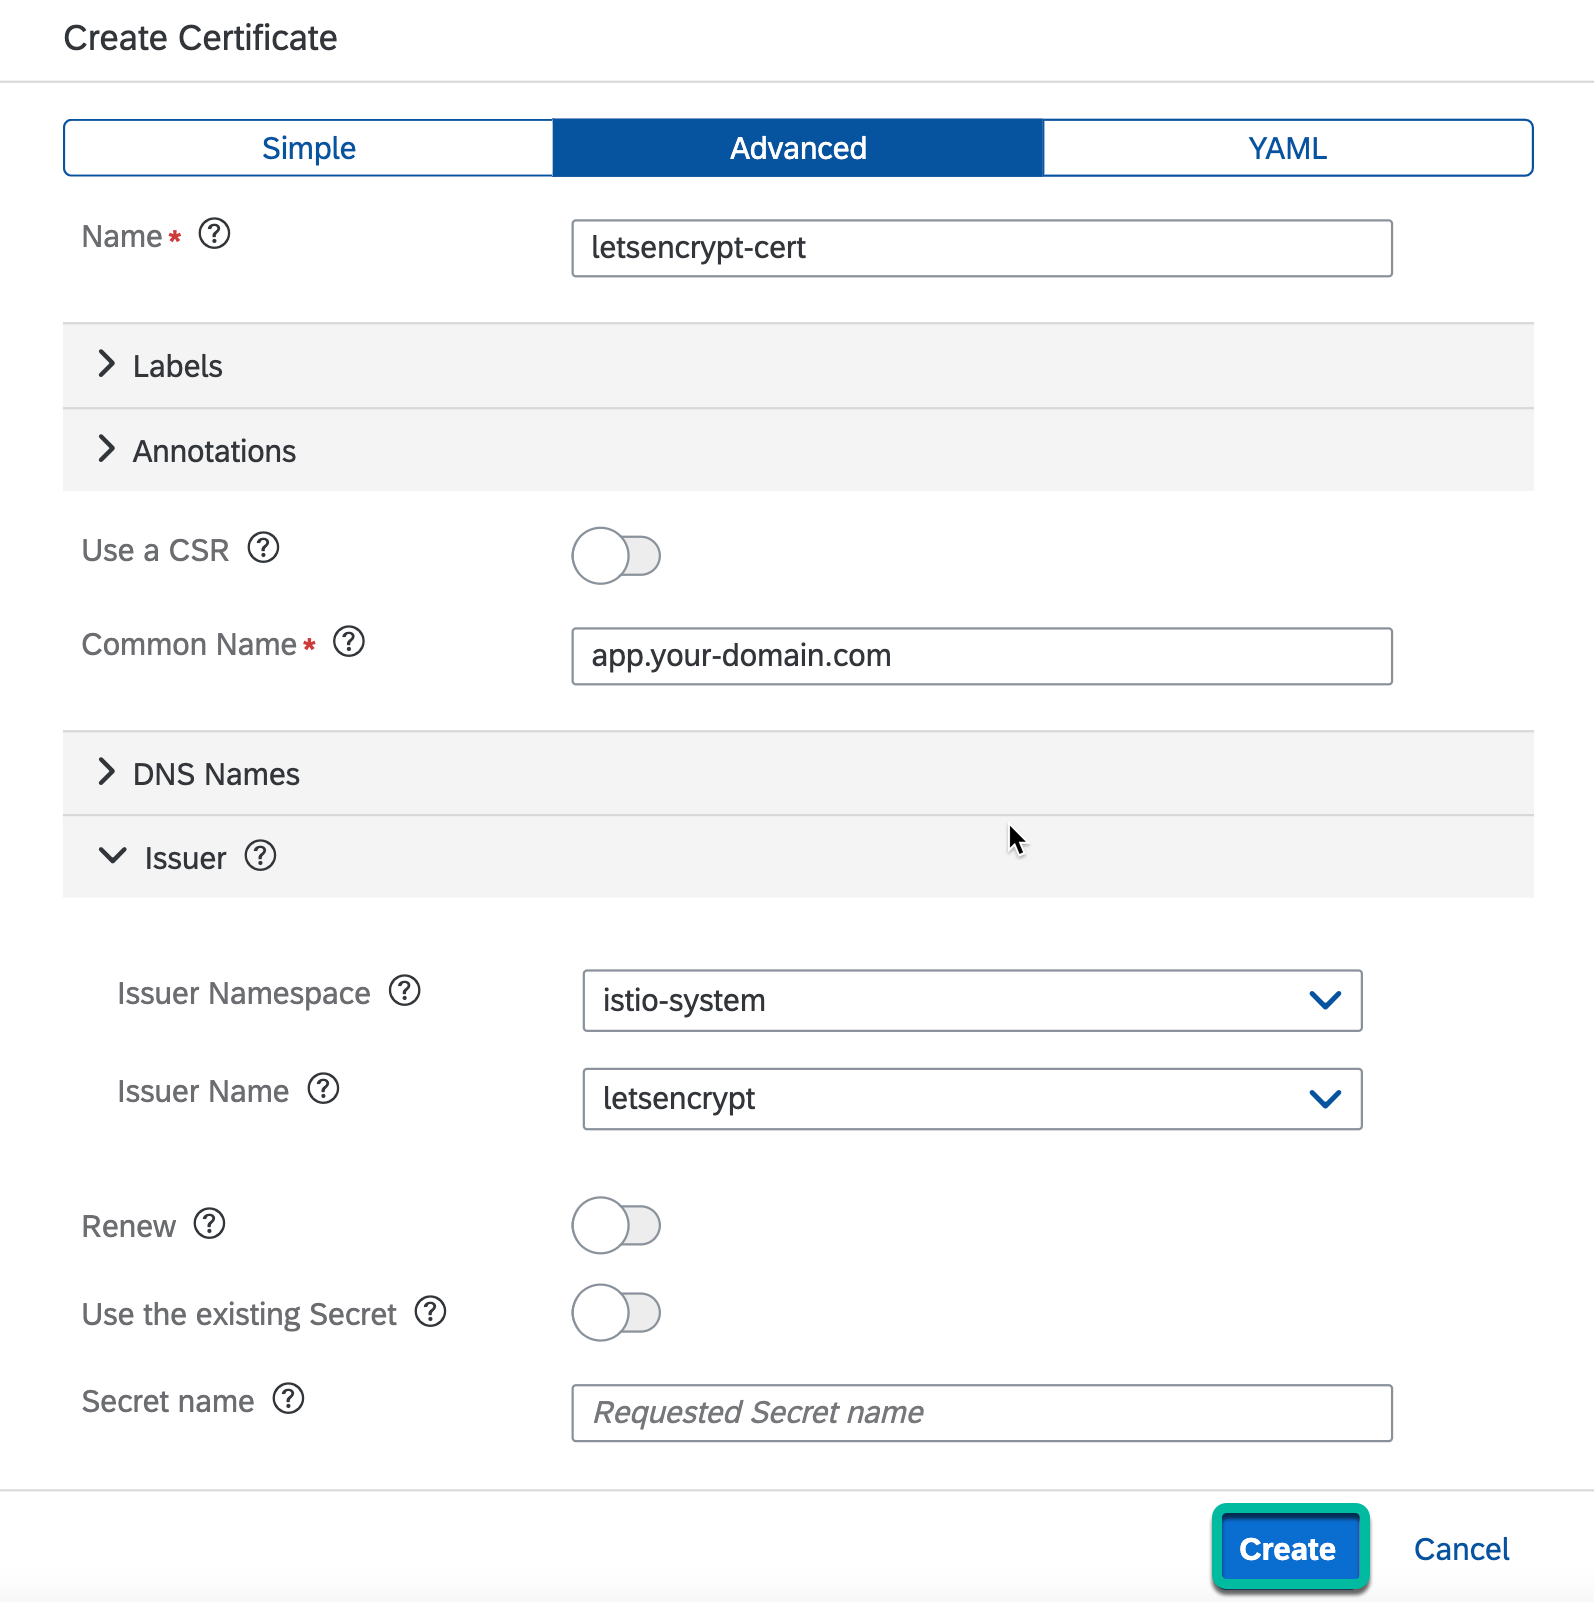 Create Certificate
Simple Advanced YAML
Name * ? letsencrypt-cert
Labels
Annotations
Use a CSR ?
Common Name * ? app.your-domain.com
DNS Names
Issuer ?
Issuer Namespace ? istio-system
Issuer Name ? letsencrypt
Renew ?
Use the existing Secret ?
Secret name ? Requested Secret name
Create Cancel